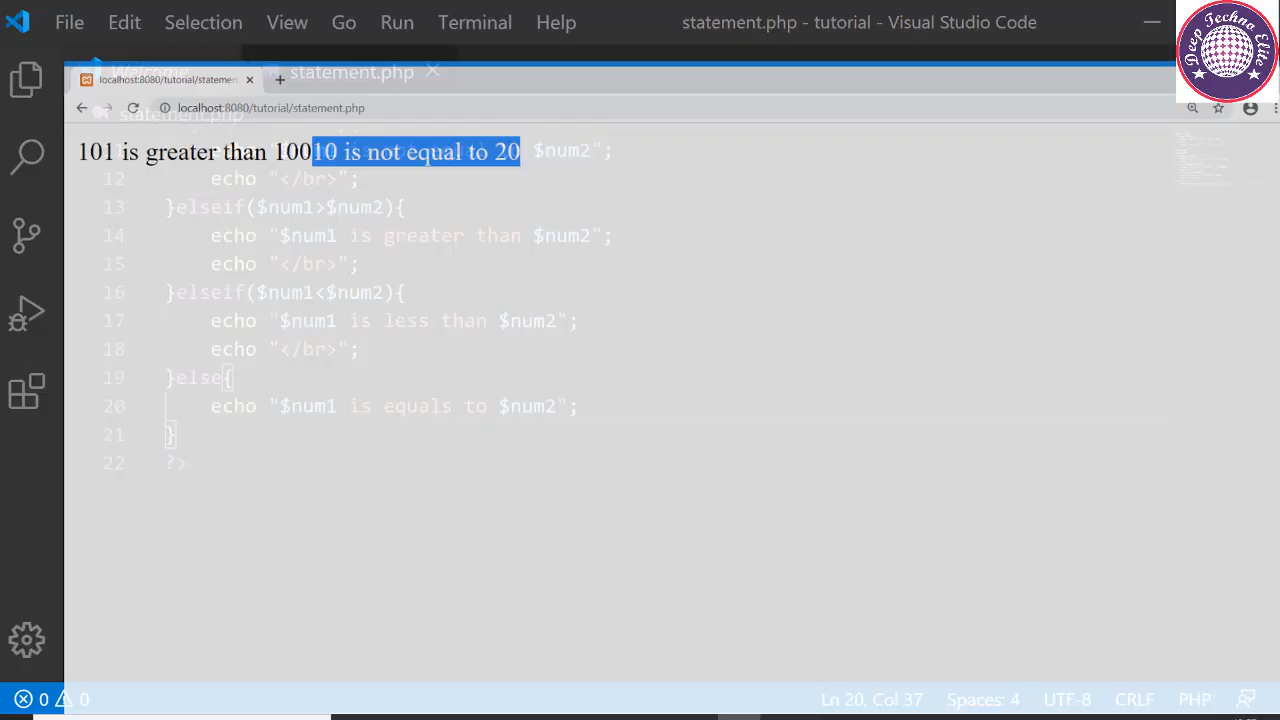 File Edit Selection View Go Run Terminal Help statement.php - tutorial - Visual Studio Code
Deep Techna Elite
Welcome statement.php
localhost:8080/tutorial/statemen
statement.php
localhost:8080/tutorial/statement.php
101 is greater than 10010 is not equal to 20
$num2";
12 echo "</br>";
13 }elseif($num1>$num2){
14 echo "$num1 is greater than $num2";
15 echo "</br>";
16 }elseif($num1<$num2){
17 echo "$num1 is less than $num2";
18 echo "</br>";
19 }else{
20 echo "$num1 is equals to $num2";
21 }
22 ?>
0 0 Ln 20, Col 37 Spaces: 4 UTF-8 CRLF PHP